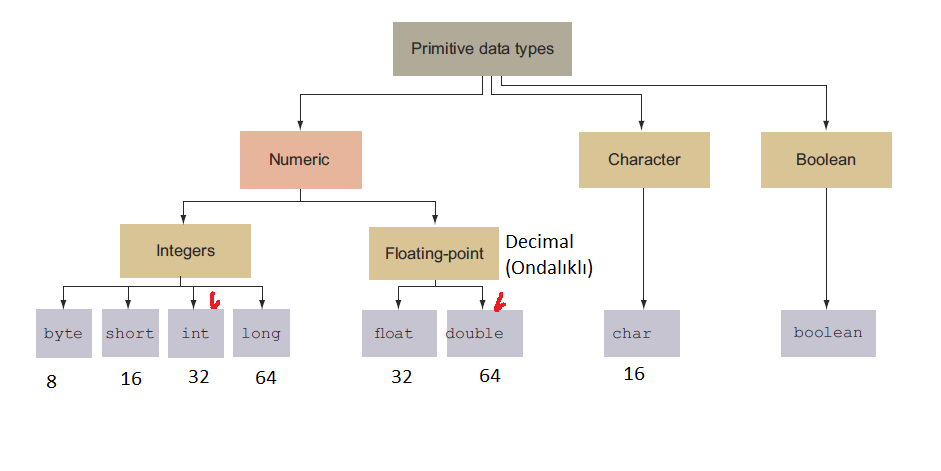 Primitive data types
Numeric
Character
Boolean
Integers
Floating-point
Decimal
(Ondalıklı)
byte
short
int
long
float
double
char
boolean
8
16
32
64
32
64
16